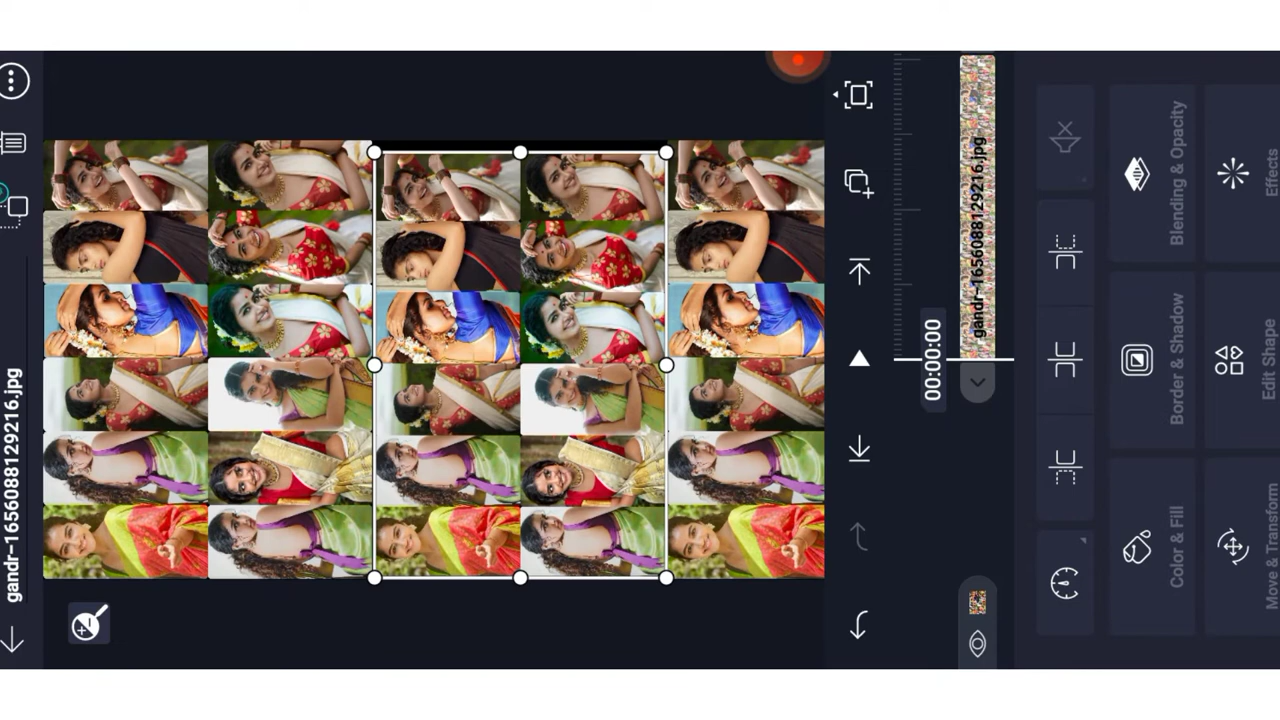 gandr-1656088129216.jpg
00:00:00
gandr-1656088129216.jpg
Color & Fill
Border & Shadow
Blending & Opacity
Move & Transform
Edit Shape
Effects